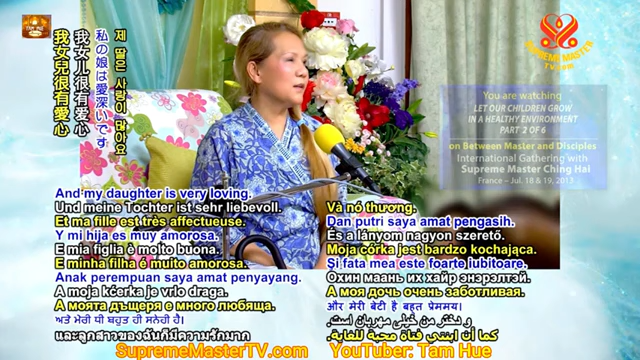 제 딸은 사랑이 많아요
私の娘は愛深いです
我女儿很有爱心
我女兒很有愛心
SUPREME MASTER
TV.com
You are watching
LET OUR CHILDREN GROW
IN A HEALTHY ENVIRONMENT
PART 2 OF 6
on Between Master and Disciples
International Gathering with
Supreme Master Ching Hai
France – Jul. 18 & 19, 2013
And my daughter is very loving.
Und meine Tochter ist sehr liebevoll.
Et ma fille est très affectueuse.
Y mi hija es muy amorosa.
E mia figlia è molto buona.
E minha filha é muito amorosa.
Anak perempuan saya amat penyayang.
A moja kćerka je vrlo draga.
А моята дъщеря е много любяща.
ਅਤੇ ਮੇਰੀ ਧੀ ਬਹੁਤ ਹੀ ਸਨੇਹੀ ਹੈ।
และลูกสาวของฉันก็มีความรักมาก
Và nó thương.
Dan putri saya amat pengasih.
És a lányom nagyon szerető.
Moja córka jest bardzo kochająca.
Și fata mea este foarte iubitoare.
Охин маань их хайр энэрэлтэй.
А моя дочь очень заботливая.
और मेरी बेटी है बहुत प्रेममय।
و دختر من خیلی مهربان است.
كما أن ابنتي فتاة محبة للغاية.
SupremeMasterTV.com
YouTuber: Tam Hue